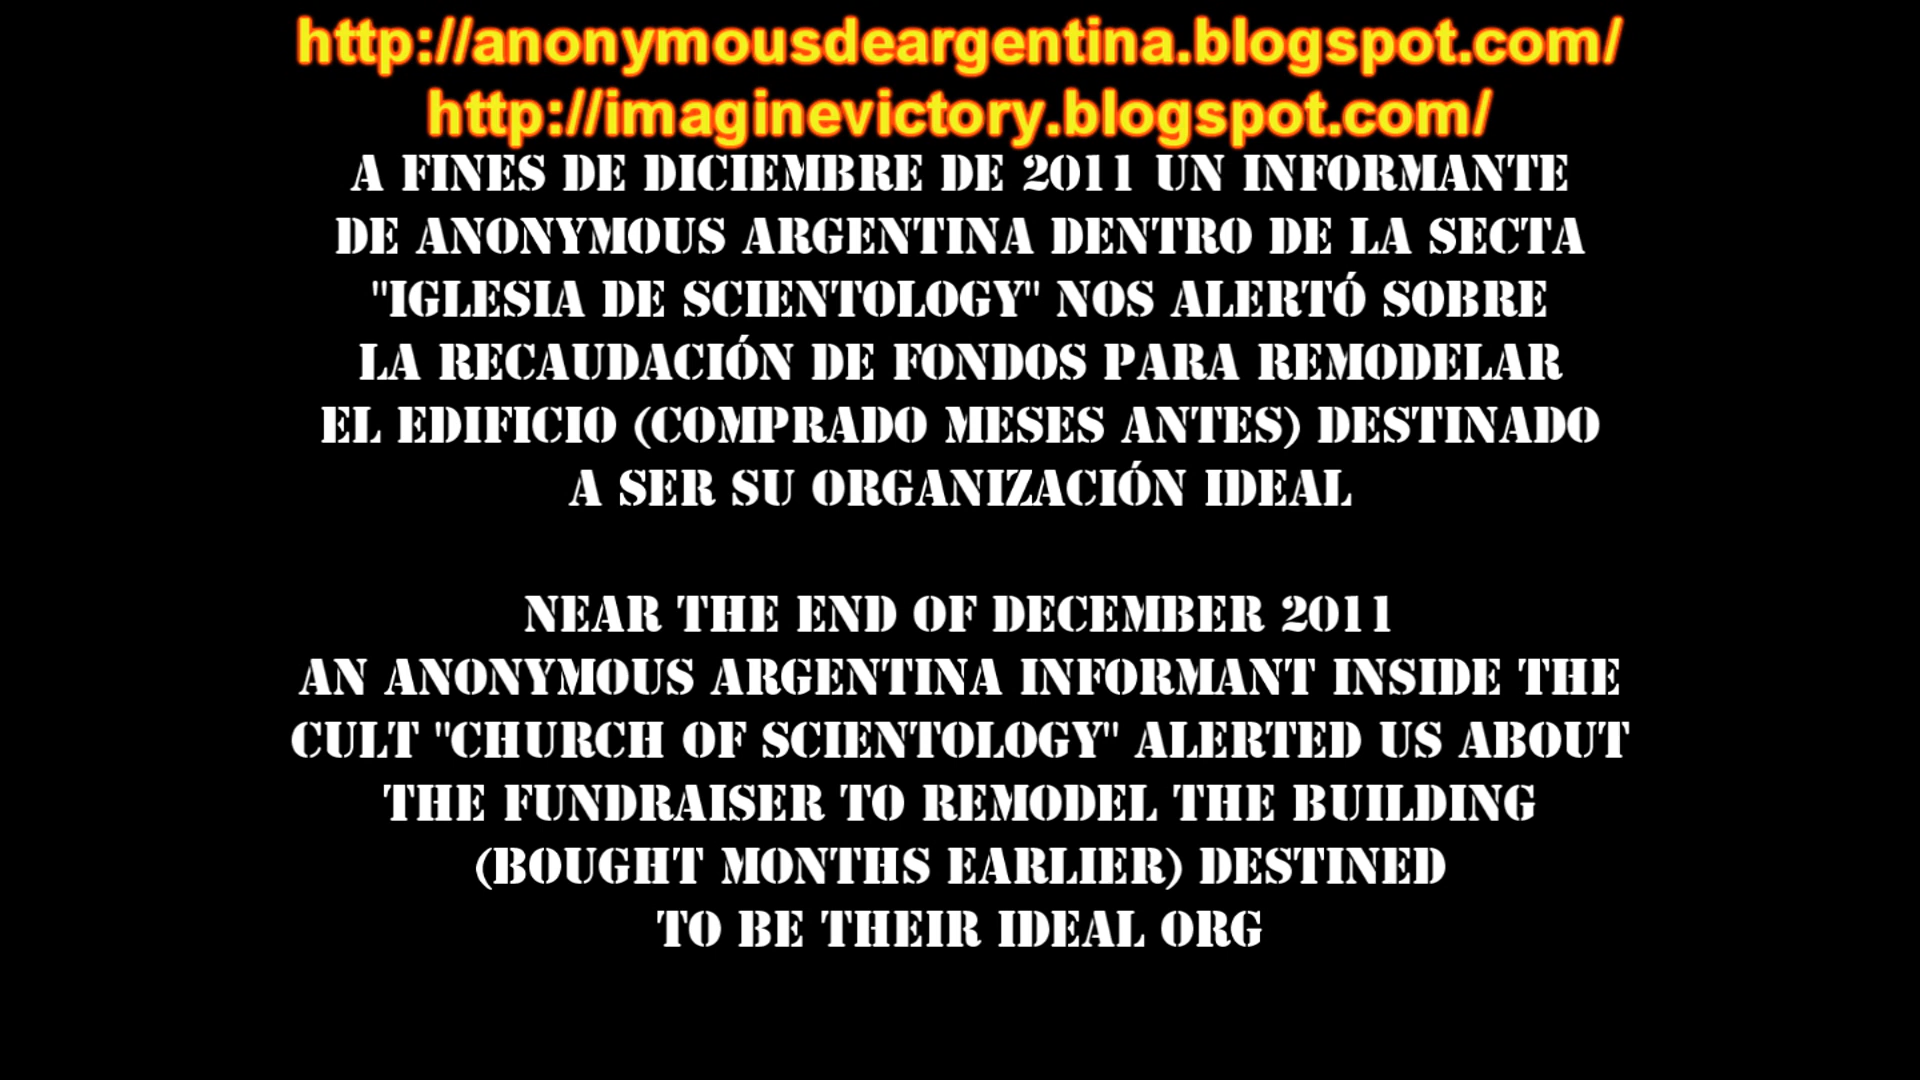 http://anonymousdeargentina.blogspot.com/
http://imaginevictory.blogspot.com/
A FINES DE DICIEMBRE DE 2011 UN INFORMANTE
DE ANONYMOUS ARGENTINA DENTRO DE LA SECTA
"IGLESIA DE SCIENTOLOGY" NOS ALERTÓ SOBRE
LA RECAUDACIÓN DE FONDOS PARA REMODELAR
EL EDIFICIO (COMPRADO MESES ANTES) DESTINADO
A SER SU ORGANIZACIÓN IDEAL
NEAR THE END OF DECEMBER 2011
AN ANONYMOUS ARGENTINA INFORMANT INSIDE THE
CULT "CHURCH OF SCIENTOLOGY" ALERTED US ABOUT
THE FUNDRAISER TO REMODEL THE BUILDING
(BOUGHT MONTHS EARLIER) DESTINED
TO BE THEIR IDEAL ORG